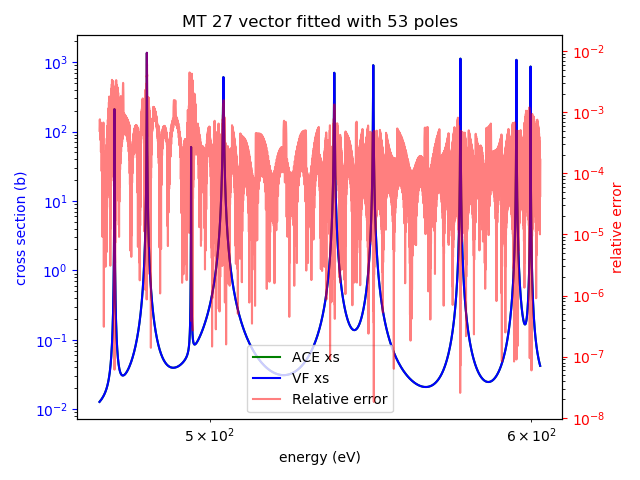 MT 27 vector fitted with 53 poles
cross section (b)
10³
10²
10¹
10⁰
10⁻¹
10⁻²
10⁻²
10⁻³
10⁻⁴
10⁻⁵
10⁻⁶
10⁻⁷
10⁻⁸
relative error
ACE xs
VF xs
Relative error
5 × 10²
6 × 10²
energy (eV)